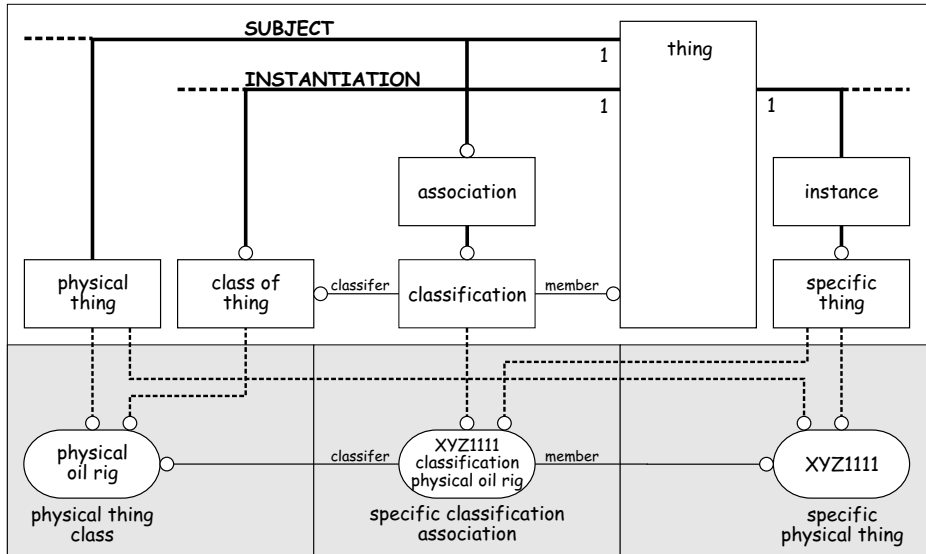 SUBJECT
1
thing
INSTANTIATION
1
1
association
instance
physical
thing
class of
thing
classifer
classification
member
specific
thing
physical
oil rig
classifer
XYZ1111
classification
physical oil rig
member
XYZ1111
physical thing
class
specific classification
association
specific
physical thing